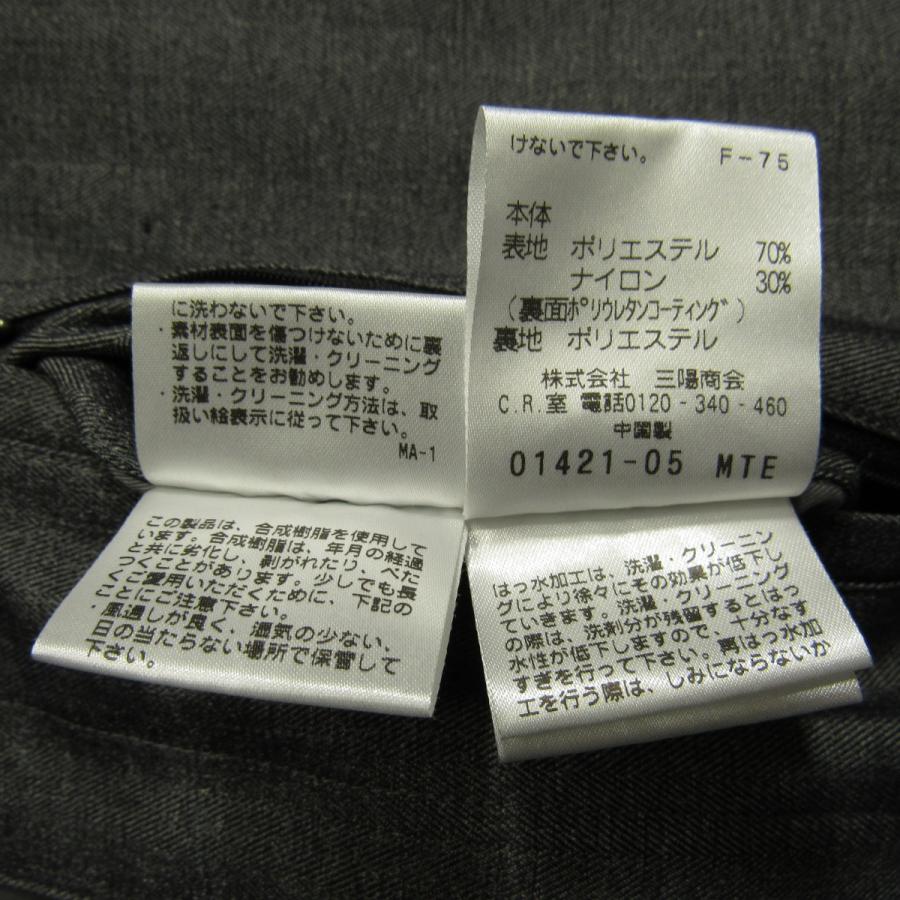 けないで下さい。 F-75
本体
表地 ポリエステル 70%
ナイロン 30%
(裏面ポリウレタンコーティング)
裏地 ポリエステル
株式会社 三陽商会
C.R.室 電話0120-340-460
中国製
01421-05 MTE
に洗わないで下さい。
・素材表面を傷つけないために裏
返しにして洗濯・クリーニング
することをお勧めします。
・洗濯・クリーニング方法は、取
扱い絵表示に従って下さい。
MA-1
この製品は、合成樹脂を使用して
います。合成樹脂は、年月の経過
と共に劣化し、剥がれたり、べた
つくことがあります。少しでも長
くご愛用いただくために、下記の
ことにご注意下さい。
・風通しが良く、湿気の少ない、
日の当たらない場所で保管して
下さい。
はっ水加工は、洗濯・クリーニン
グにより徐々にその効果が低下し
ていきます。洗濯・クリーニング
の際は、洗剤分が残留するとはっ
水性が低下しますので、十分なす
すぎを行って下さい。再はっ水加
工を行う際は、しみにならないか